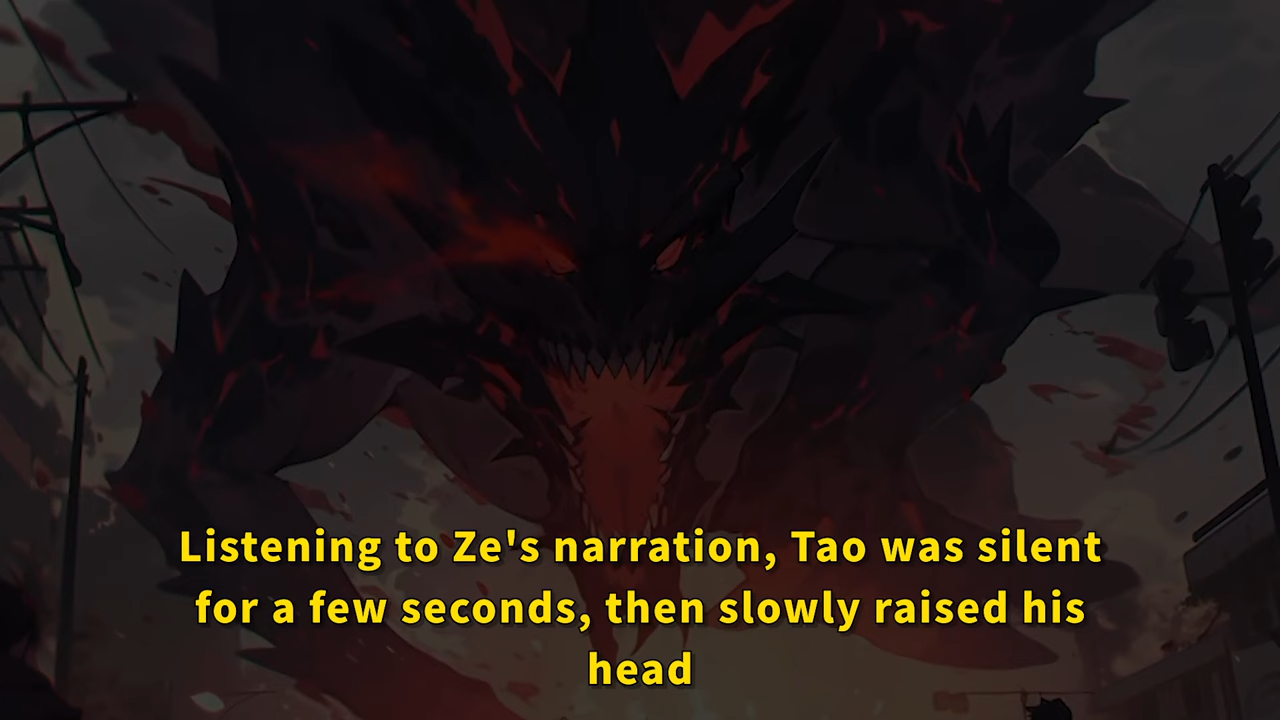 Listening to Ze's narration, Tao was silent
for a few seconds, then slowly raised his
head